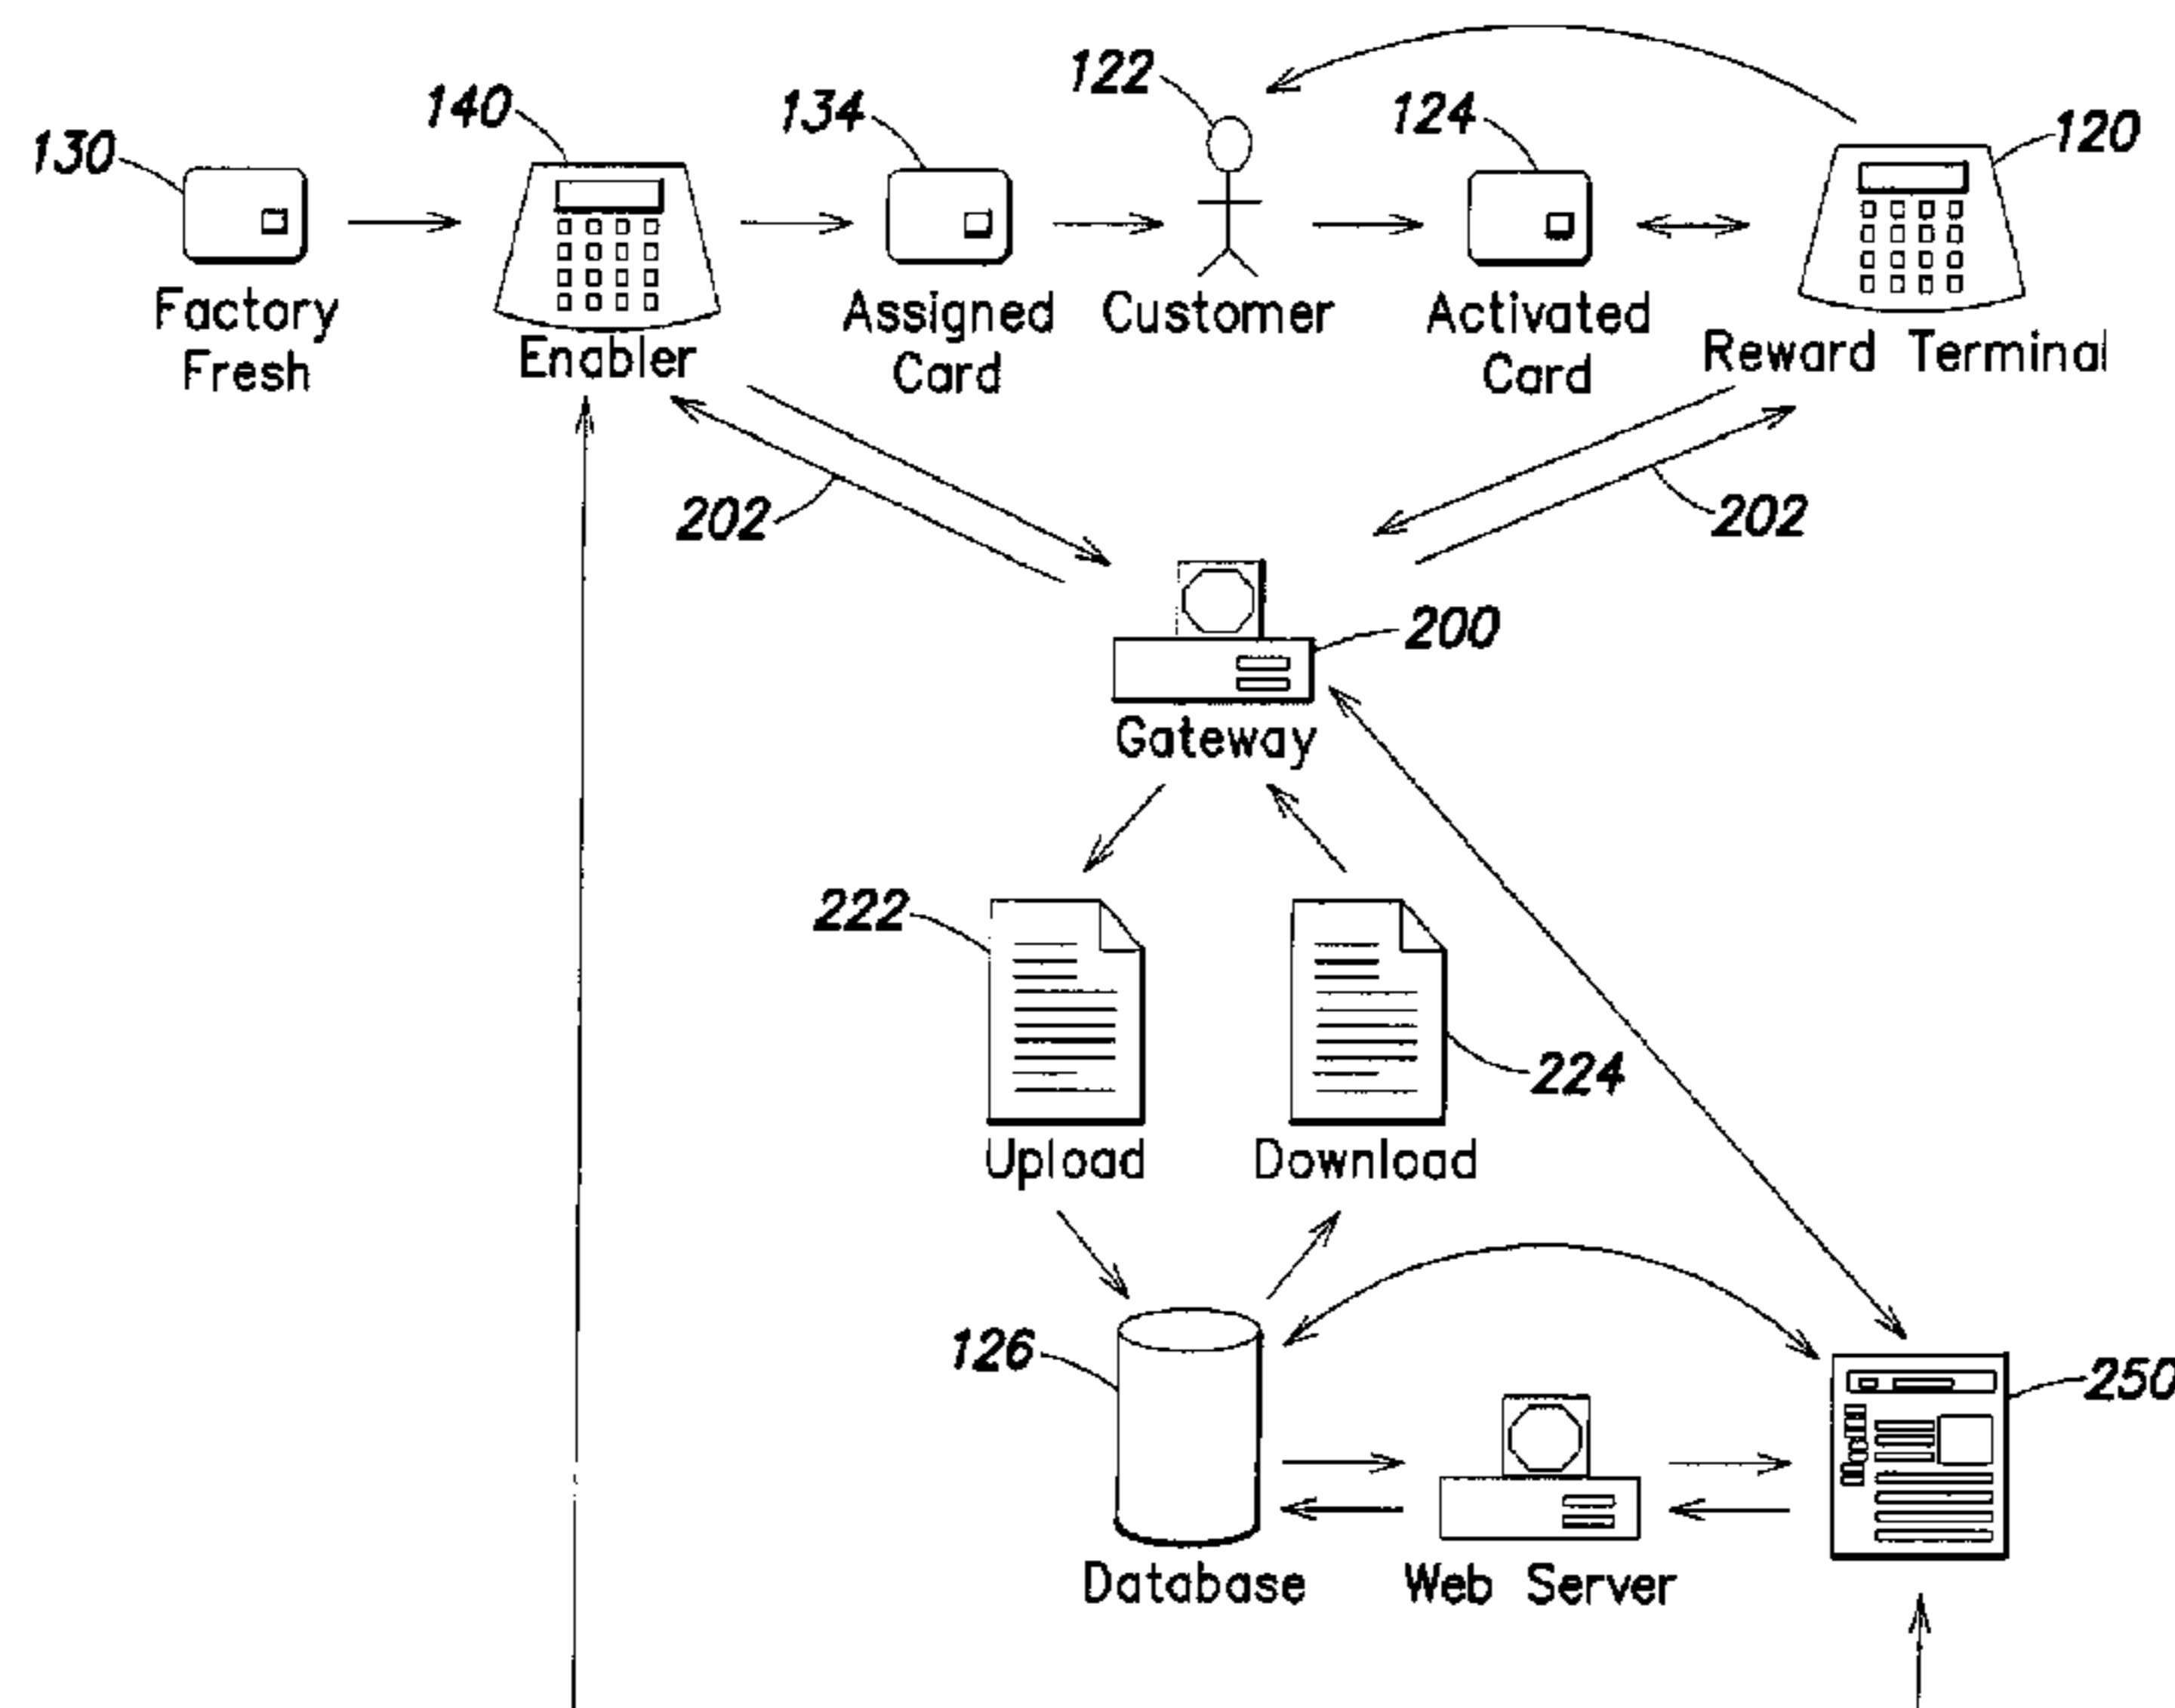 122
140
134
124
120
130
Factory
Fresh
Enabler
Assigned
Card
Customer
Activated
Card
Reward Terminal
202
202
200
Gateway
222
224
Upload
Download
126
250
Database
Web Server